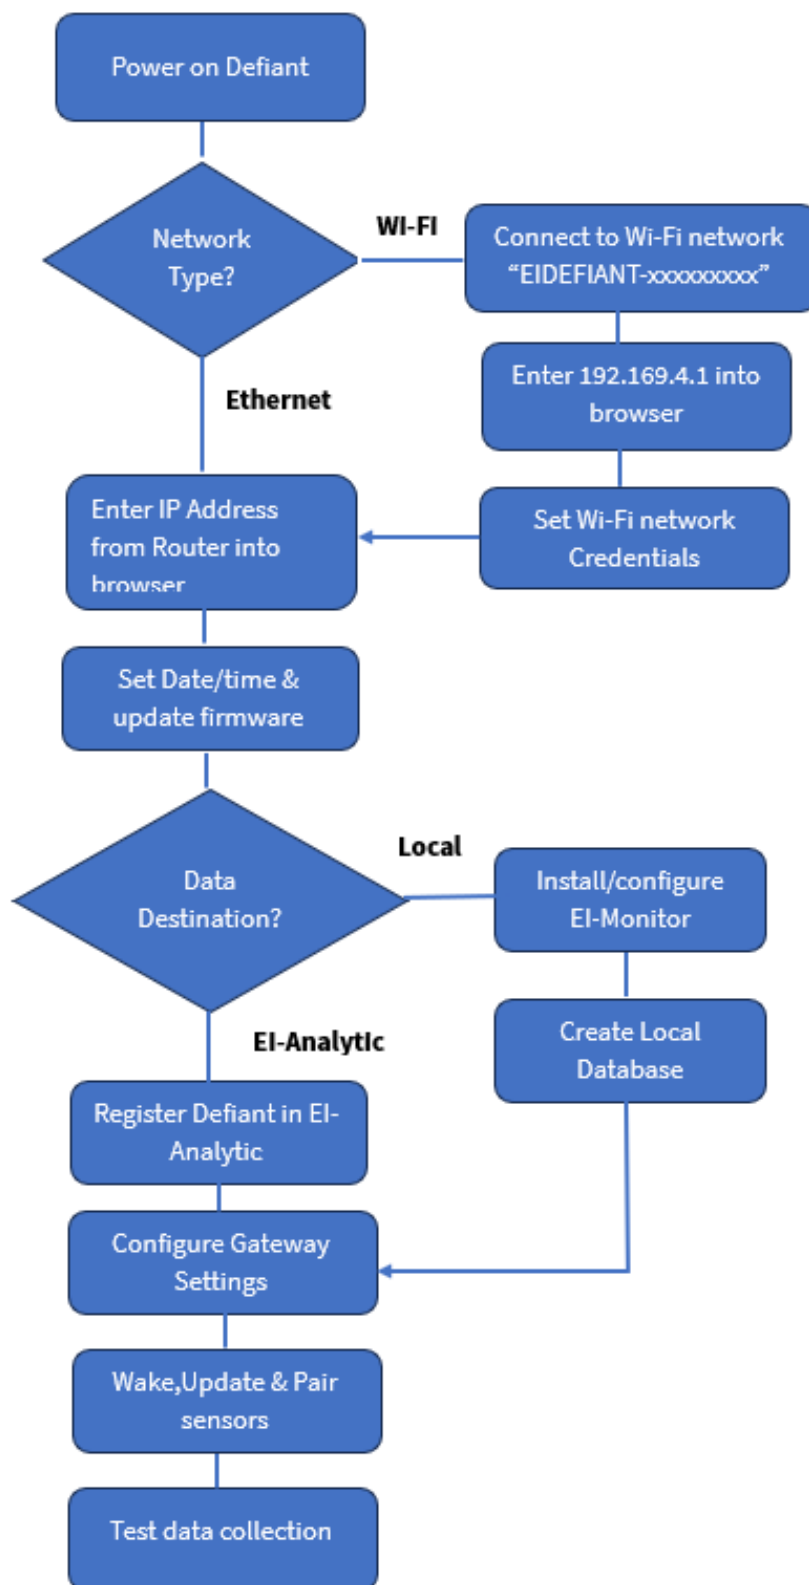 Power on Defiant
Network
Type?
WI-FI
Connect to Wi-Fi network
“EIDEFIANT-xxxxxxxxx”
Enter 192.169.4.1 into
browser
Ethernet
Set Wi-Fi network
Credentials
Enter IP Address
from Router into
browser
Set Date/time &
update firmware
Data
Destination?
Local
Install/configure
EI-Monitor
Create Local
Database
EI-AnalytIc
Register Defiant in EI-
Analytic
Configure Gateway
Settings
Wake,Update & Pair
sensors
Test data collection